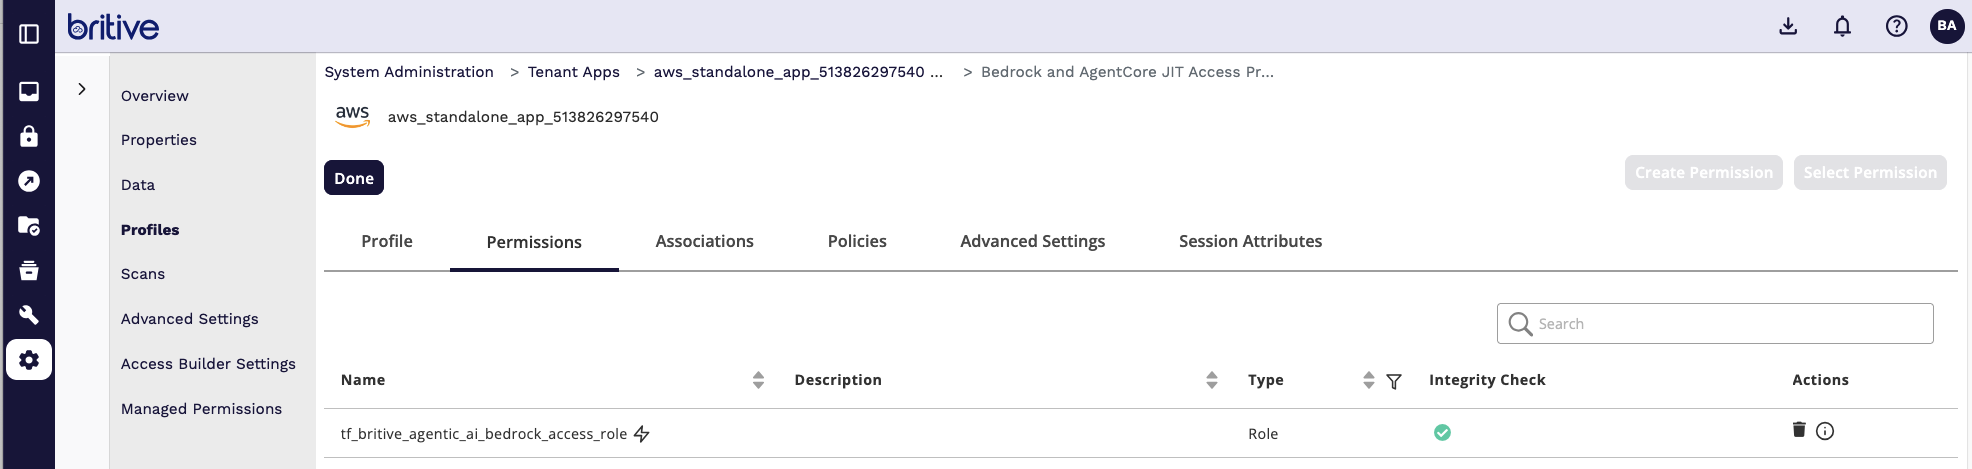 britive
BA
System Administration > Tenant Apps > aws_standalone_app_513826297540 ... > Bedrock and AgentCore JIT Access Pr...
aws aws_standalone_app_513826297540
Overview
Properties
Data
Profiles
Scans
Advanced Settings
Access Builder Settings
Managed Permissions
Done
Create Permission Select Permission
Profile Permissions Associations Policies Advanced Settings Session Attributes
Search
Name Description Type Integrity Check Actions
tf_britive_agentic_ai_bedrock_access_role Role